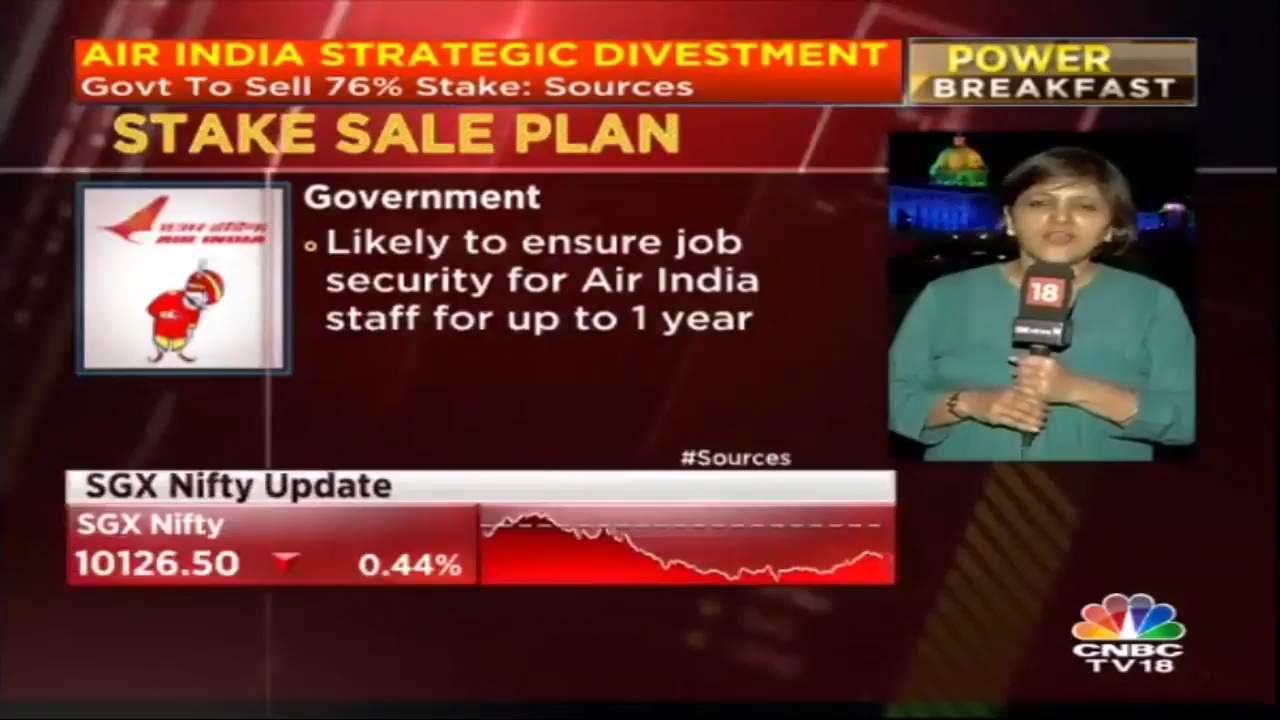 AIR INDIA STRATEGIC DIVESTMENT
Govt To Sell 76% Stake: Sources
POWER
BREAKFAST
STAKE SALE PLAN
AIR INDIA
Government
Likely to ensure job
security for Air India
staff for up to 1 year
18
#Sources
SGX Nifty Update
SGX Nifty
10126.50 0.44%
CNBC
TV18